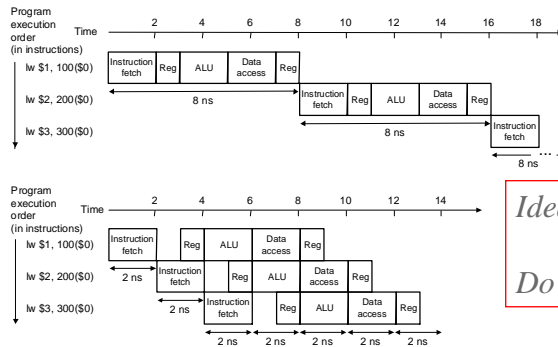 Program
execution
order
(in instructions)
Time
2 4 6 8 10 12 14 16 18
lw $1, 100($0)
Instruction
fetch
Reg
ALU
Data
access
Reg
lw $2, 200($0)
8 ns
Instruction
fetch
Reg
ALU
Data
access
Reg
lw $3, 300($0)
8 ns
Instruction
fetch
8 ns
...
Program
execution
order
(in instructions)
Time
2 4 6 8 10 12 14
lw $1, 100($0)
Instruction
fetch
Reg
ALU
Data
access
Reg
lw $2, 200($0)
2 ns
Instruction
fetch
Reg
ALU
Data
access
Reg
lw $3, 300($0)
2 ns
Instruction
fetch
Reg
ALU
Data
access
Reg
2 ns 2 ns 2 ns 2 ns 2 ns
Do